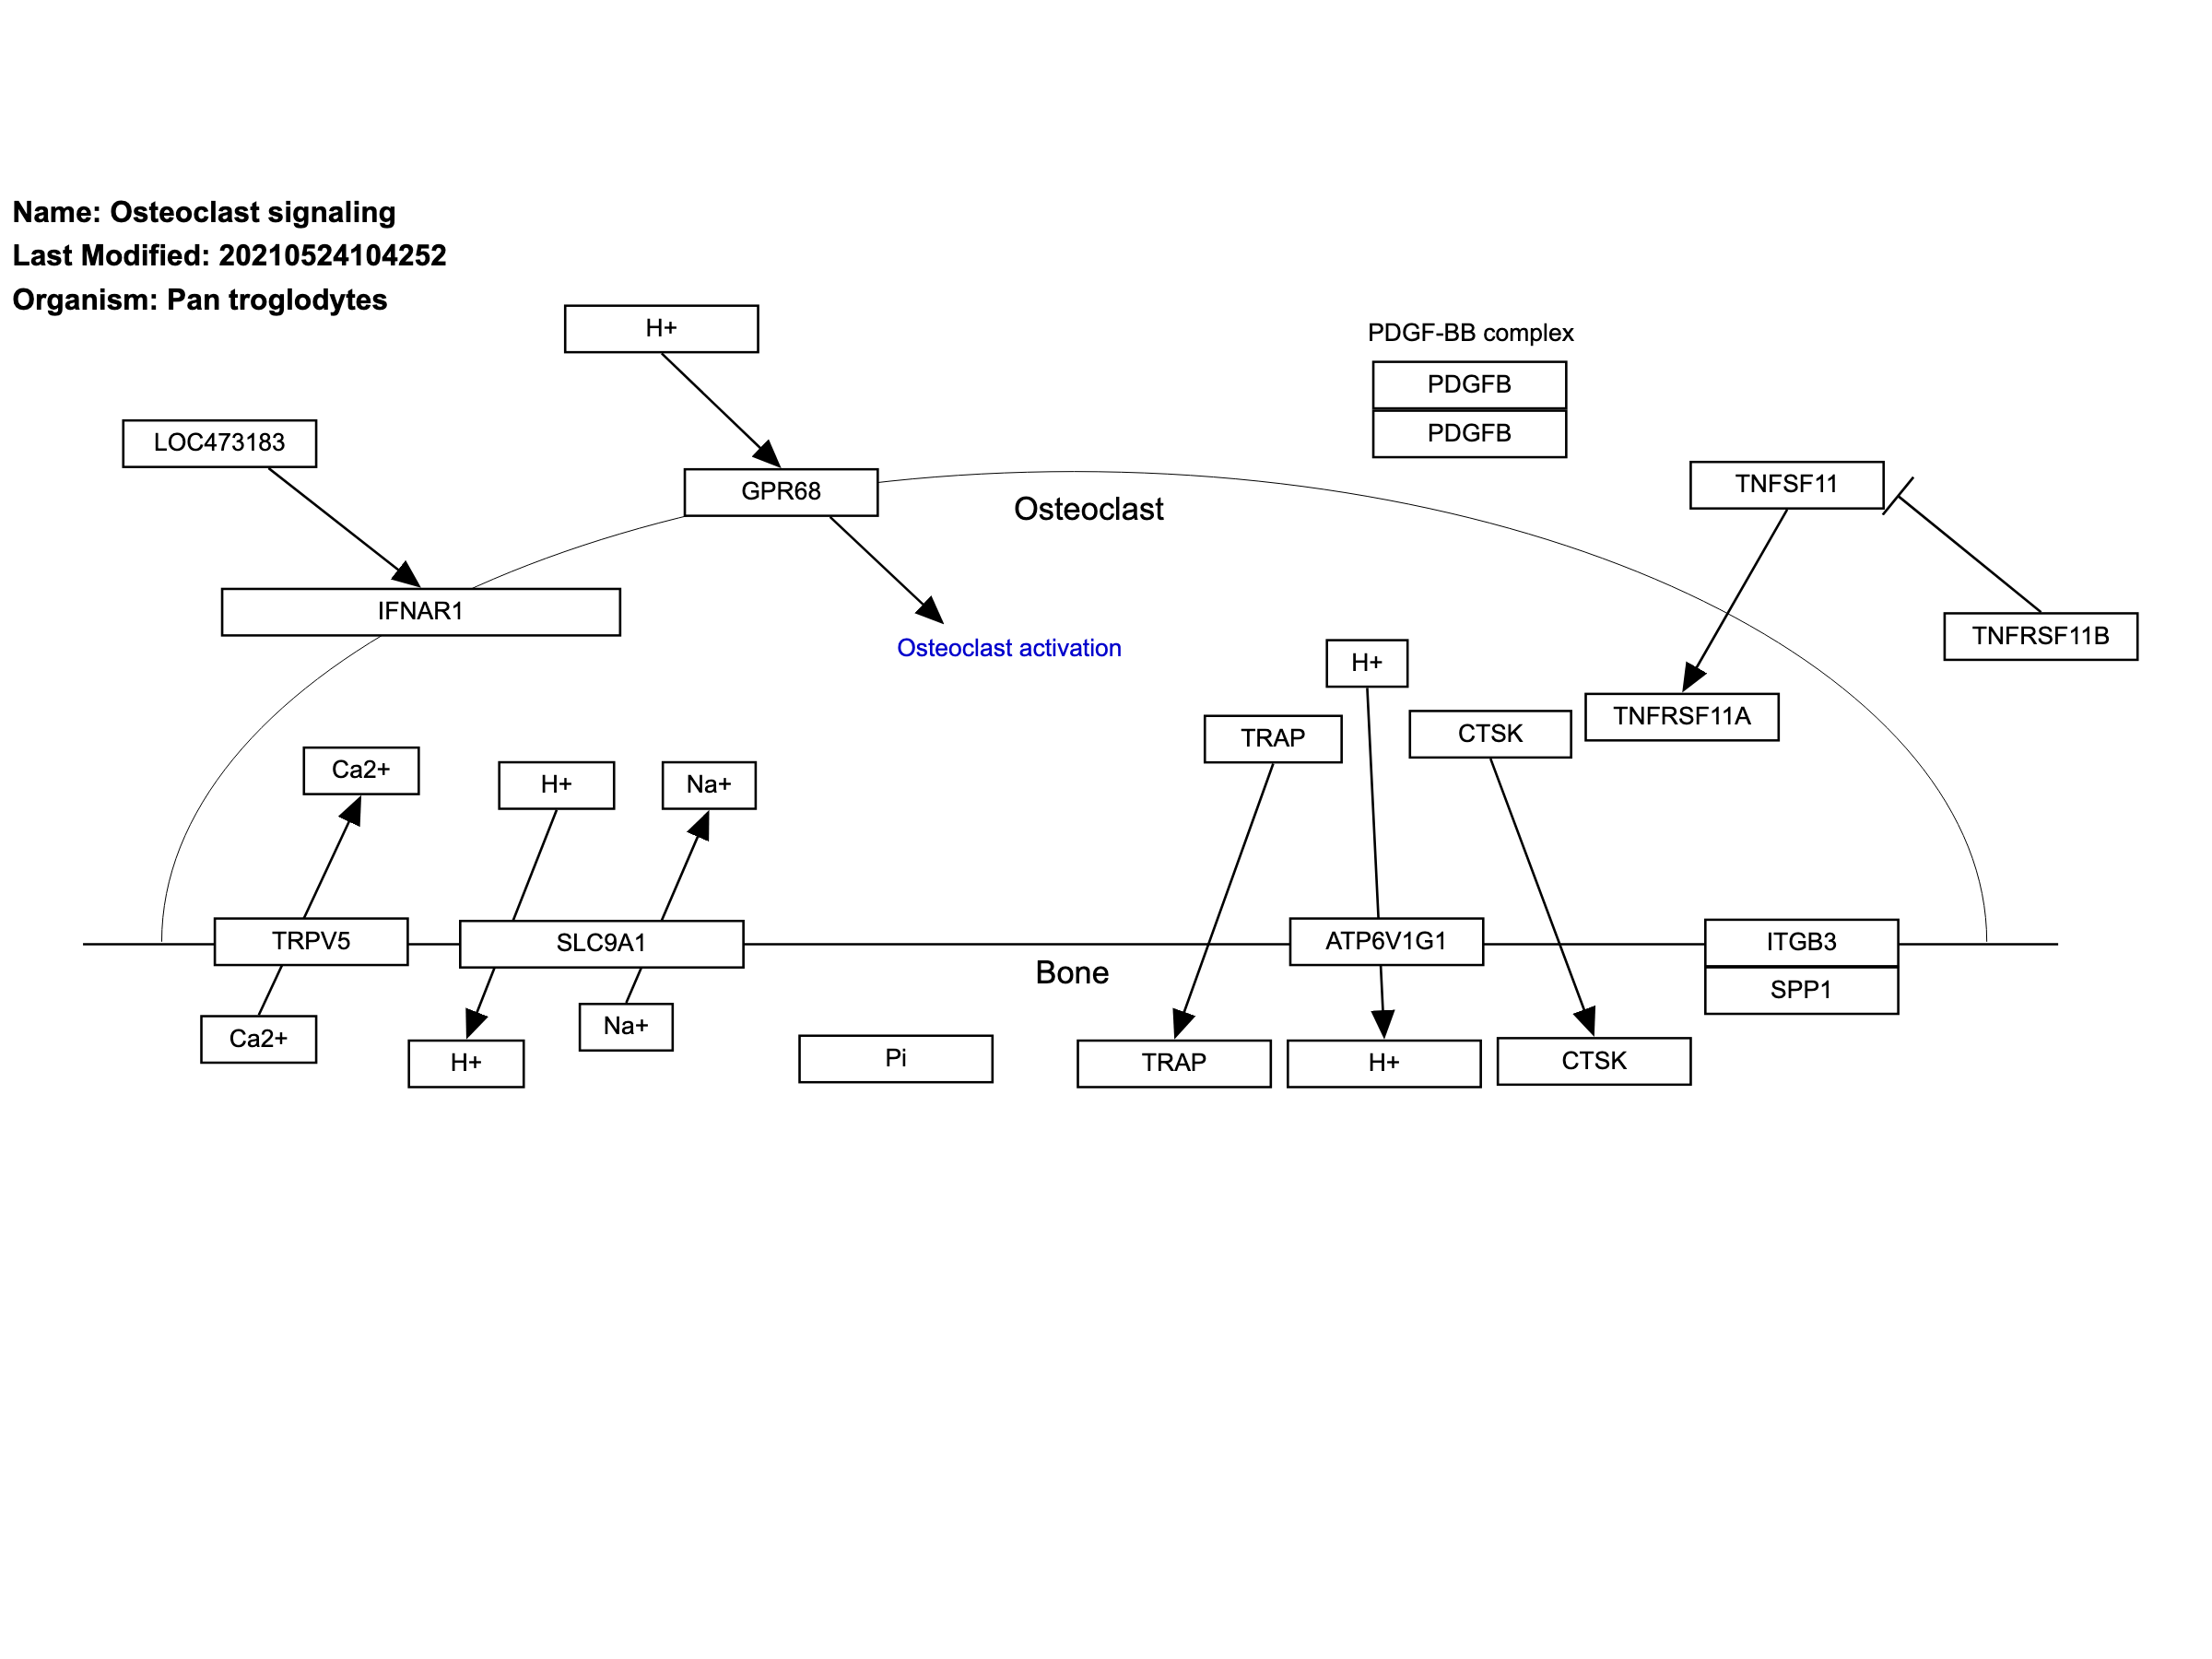 Name: Osteoclast signaling
Last Modified: 20210524104252
Organism: Pan troglodytes
H+
PDGF-BB complex
PDGFB
PDGFB
LOC473183
TNFSF11
GPR68
Osteoclast
IFNAR1
TNFRSF11B
Osteoclast activation
H+
TNFRSF11A
TRAP
CTSK
Ca2+
H+
Na+
TRPV5
SLC9A1
ATP6V1G1
ITGB3
Bone
SPP1
Ca2+
Na+
H+
Pi
TRAP
H+
CTSK